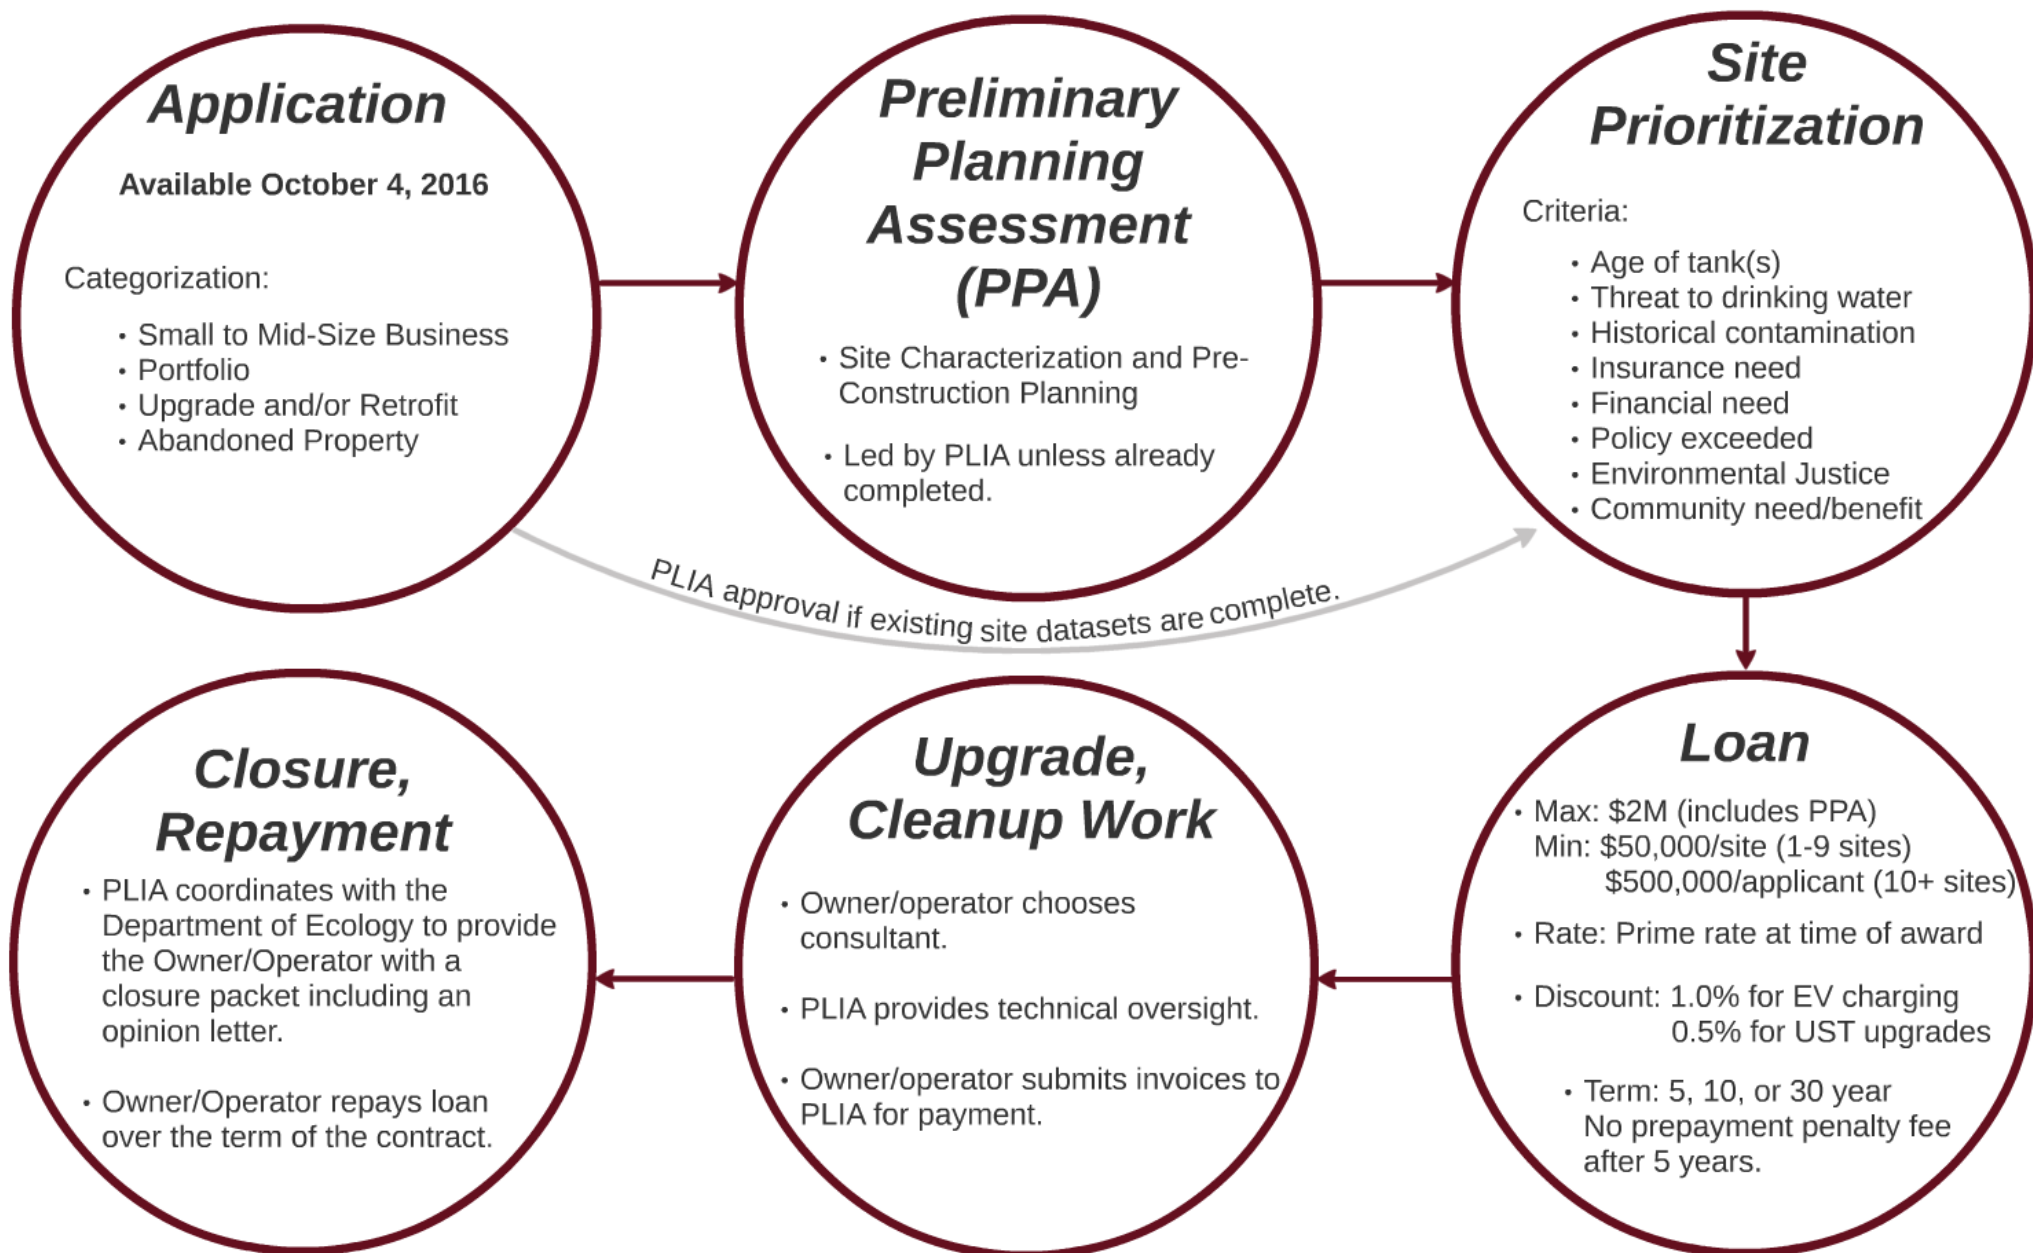 Application
Available October 4, 2016
Categorization:
• Small to Mid-Size Business
• Portfolio
• Upgrade and/or Retrofit
• Abandoned Property
Preliminary
Planning
Assessment
(PPA)
• Site Characterization and Pre-
Construction Planning
• Led by PLIA unless already
completed.
Site
Prioritization
Criteria:
• Age of tank(s)
• Threat to drinking water
• Historical contamination
• Insurance need
• Financial need
• Policy exceeded
• Environmental Justice
• Community need/benefit
PLIA approval if existing site datasets are complete.
Loan
• Max: $2M (includes PPA)
Min: $50,000/site (1-9 sites)
$500,000/applicant (10+ sites)
• Rate: Prime rate at time of award
• Discount: 1.0% for EV charging
0.5% for UST upgrades
• Term: 5, 10, or 30 year
No prepayment penalty fee
after 5 years.
Upgrade,
Cleanup Work
• Owner/operator chooses
consultant.
• PLIA provides technical oversight.
• Owner/operator submits invoices to
PLIA for payment.
Closure,
Repayment
• PLIA coordinates with the
Department of Ecology to provide
the Owner/Operator with a
closure packet including an
opinion letter.
• Owner/Operator repays loan
over the term of the contract.